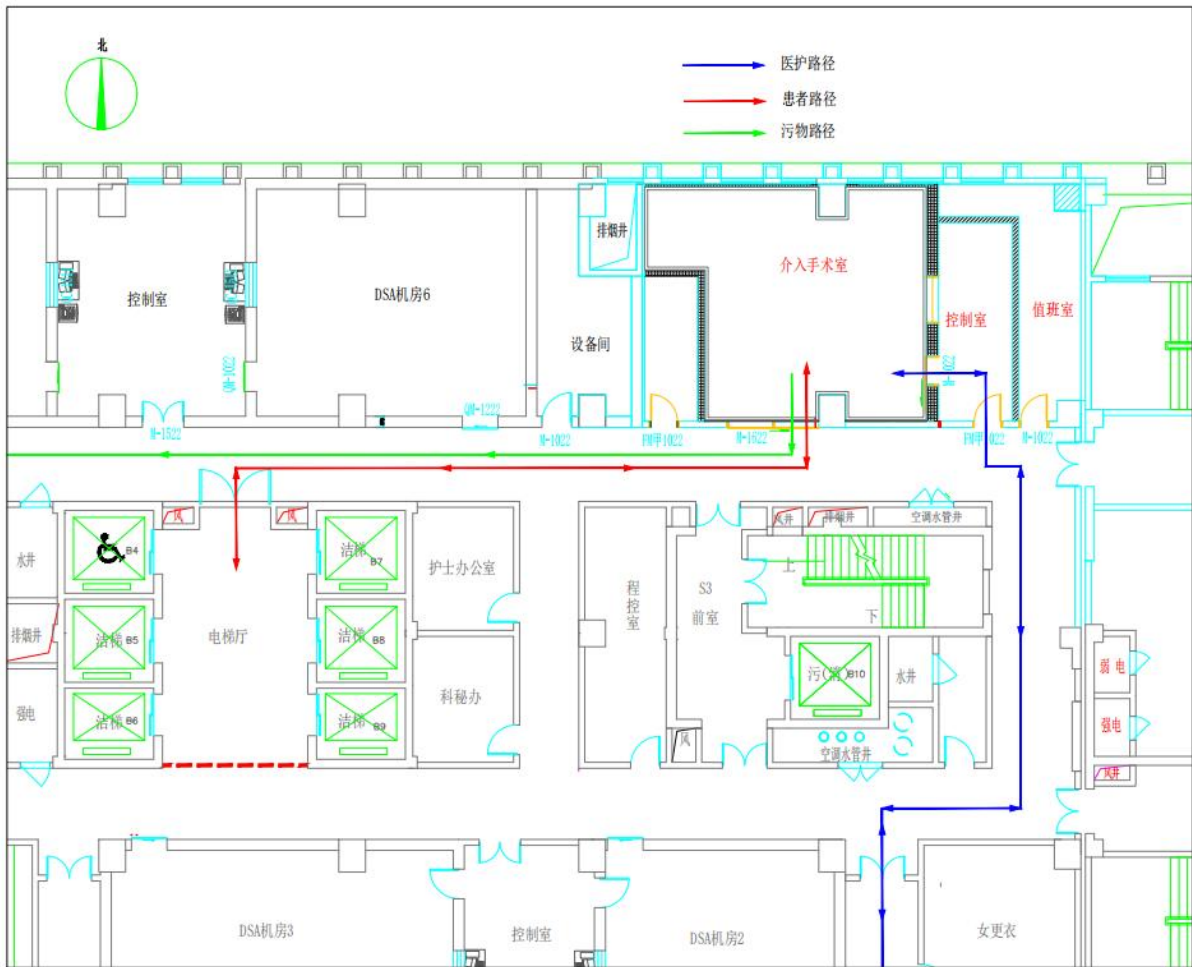 北
医护路径
患者路径
污物路径
排烟井
介入手术室
控制室
DSA机房6
设备间
控制室
值班室
QM-1022
M-1022
M-1522
QM-1222
M-1022
FM甲1022
M-1622
FM甲1022
M-1022
风
风
风井
排烟井
空调水管井
水井
B4
洁梯 B7
护士办公室
程控室
S3
前室
上
下
排烟井
洁梯 B5
电梯厅
洁梯 B8
科秘办
污(消)B10
水井
弱电
强电
洁梯 B6
洁梯 B9
风
空调水管井
强电
风井
DSA机房3
控制室
DSA机房2
女更衣